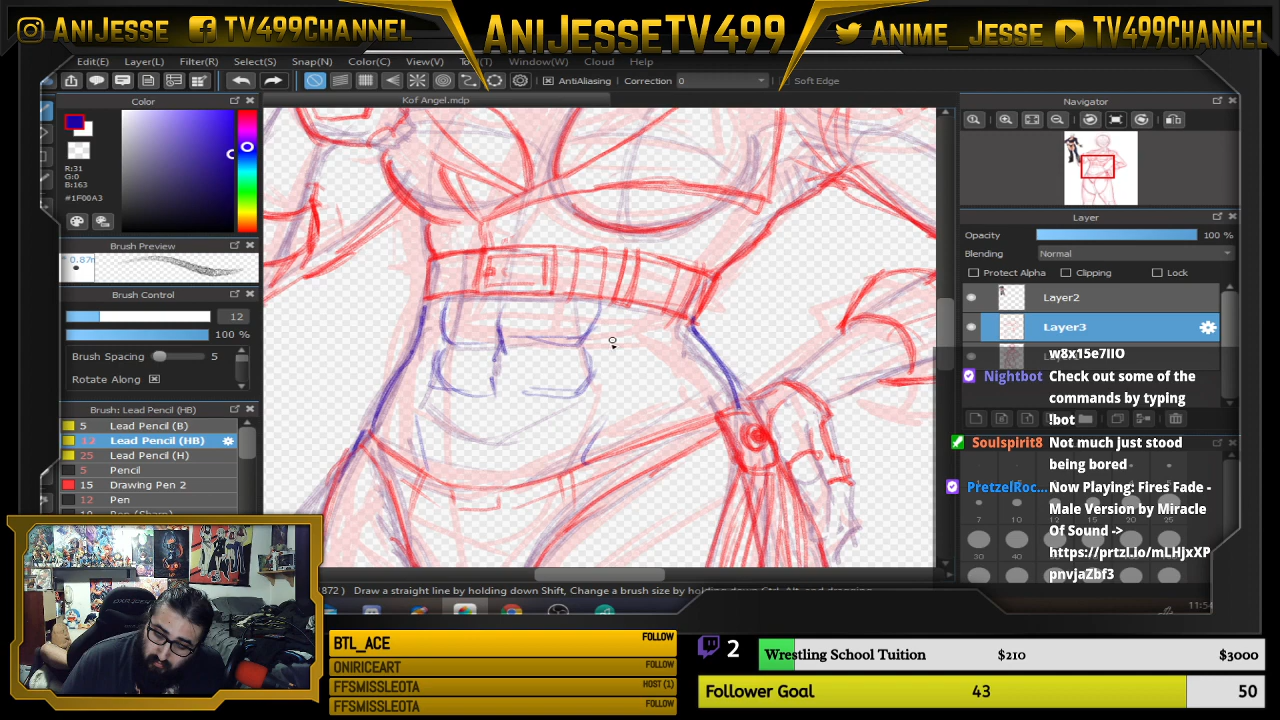 AniJesse
TV499Channel
AniJesseTV499
Anime_Jesse
TV499Channel
Edit(E)
Layer(L)
Filter(R)
Select(S)
Snap(N)
Color(C)
View(V)
Window(W)
Cloud
Help
AntiAliasing
Correction 0
Soft Edge
Color
Kof Angel.mdp
Navigator
R:31
G:0
B:163
#1F00A3
Brush Preview
Brush Control
12
100 %
Brush Spacing 5
Rotate Along
Brush: Lead Pencil (HB)
5 Lead Pencil (B)
12 Lead Pencil (HB)
25 Lead Pencil (H)
5 Pencil
15 Drawing Pen 2
12 Pen
Layer
Opacity 100 %
Blending Normal
Protect Alpha
Clipping
Lock
Layer2
Layer3
w8x15e7IIO
Nightbot Check out some of the
commands by typing
!bot
Soulspirit8 Not much just stood
being bored
PretzelRoc... Now Playing: Fires Fade -
Male Version by Miracle
Of Sound ->
https://prtzl.io/mLHjxXP
pnvjaZbf3
7 10
30 40
872 ) Draw a straight line by holding down Shift, Change a brush size by
BTL_ACE FOLLOW
ONIRICEART FOLLOW
FFSMISSLEOTA HOST (1)
FFSMISSLEOTA FOLLOW
2
Wrestling School Tuition $210 $3000
Follower Goal 43 50